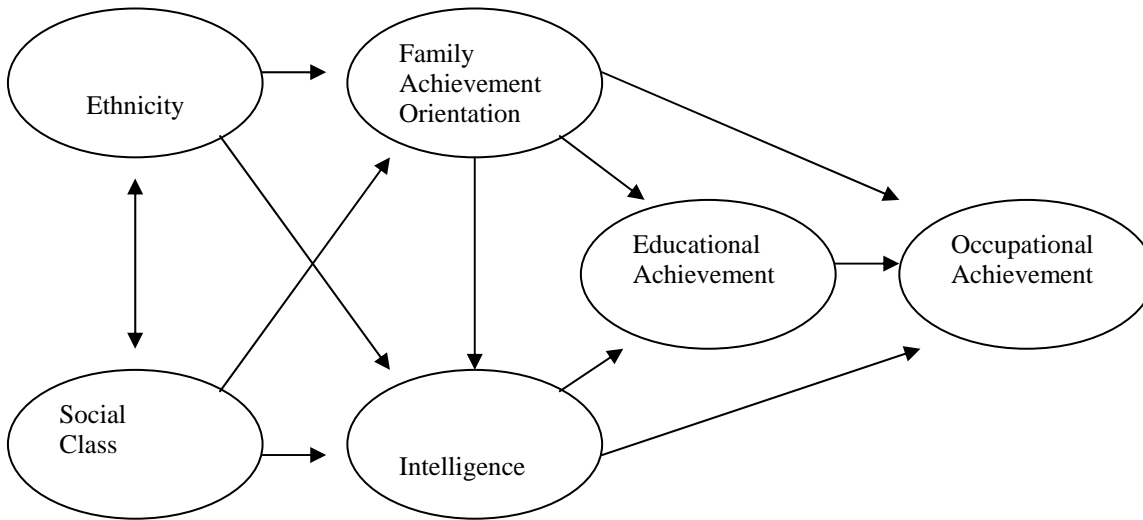 Family
Achievement
Orientation
Ethnicity
Educational
Achievement
Occupational
Achievement
Social
Class
Intelligence